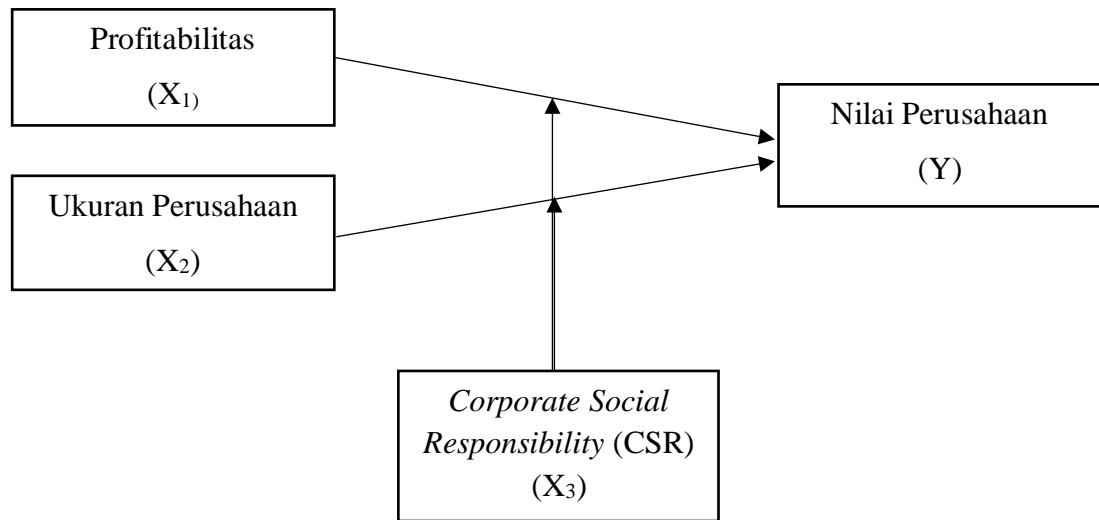 Profitabilitas
(X1)
Ukuran Perusahaan
(X2)
Nilai Perusahaan
(Y)
Corporate Social
Responsibility (CSR)
(X3)